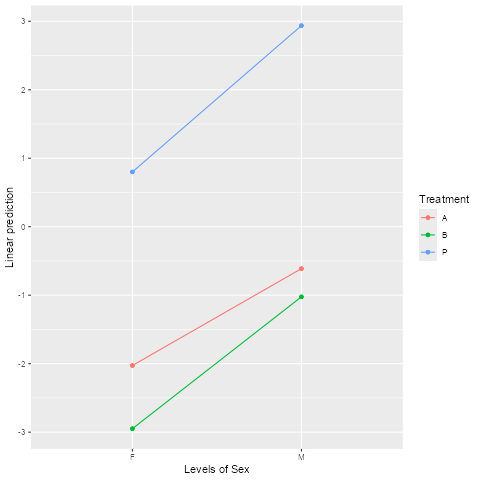 3
2
1
0
-1
-2
-3
Linear prediction
F
M
Levels of Sex
Treatment
A
B
P